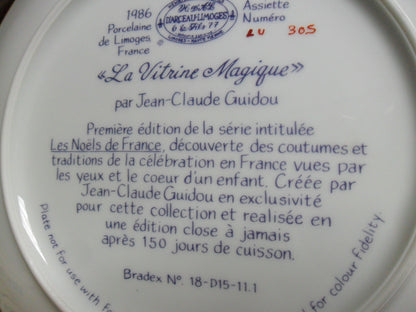 1986
Porcelaine
de Limoges,
France
D'ARCEAU-LIMOGES
Assiette
Numéro
LU 305
«La Vitrine Magique»
par Jean-Claude Guidou
Première édition de la série intitulée
Les Noëls de France, découverte des coutumes et
traditions de la célébration en France vues par
les yeux et le coeur d'un enfant. Créée par
Jean-Claude Guidou en exclusivité
pour cette collection et realisée en
une édition close à jamais
après 150 jours de cuisson.
Bradex Nº. 18-D15-11.1
Plate not for use with
for colour fidelity.